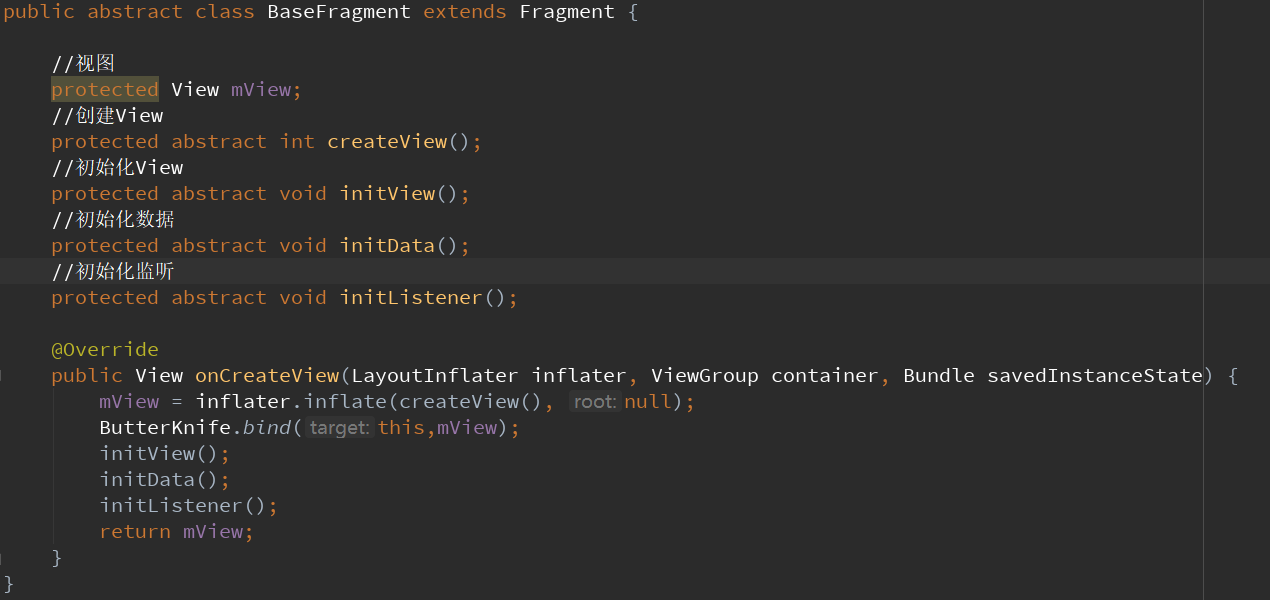 public abstract class BaseFragment extends Fragment {
//视图
protected View mView;
//创建View
protected abstract int createView();
//初始化View
protected abstract void initView();
//初始化数据
protected abstract void initData();
//初始化监听
protected abstract void initListener();
@Override
public View onCreateView(LayoutInflater inflater, ViewGroup container, Bundle savedInstanceState) {
mView = inflater.inflate(createView(), root: null);
ButterKnife.bind( target: this,mView);
initView();
initData();
initListener();
return mView;
}
}